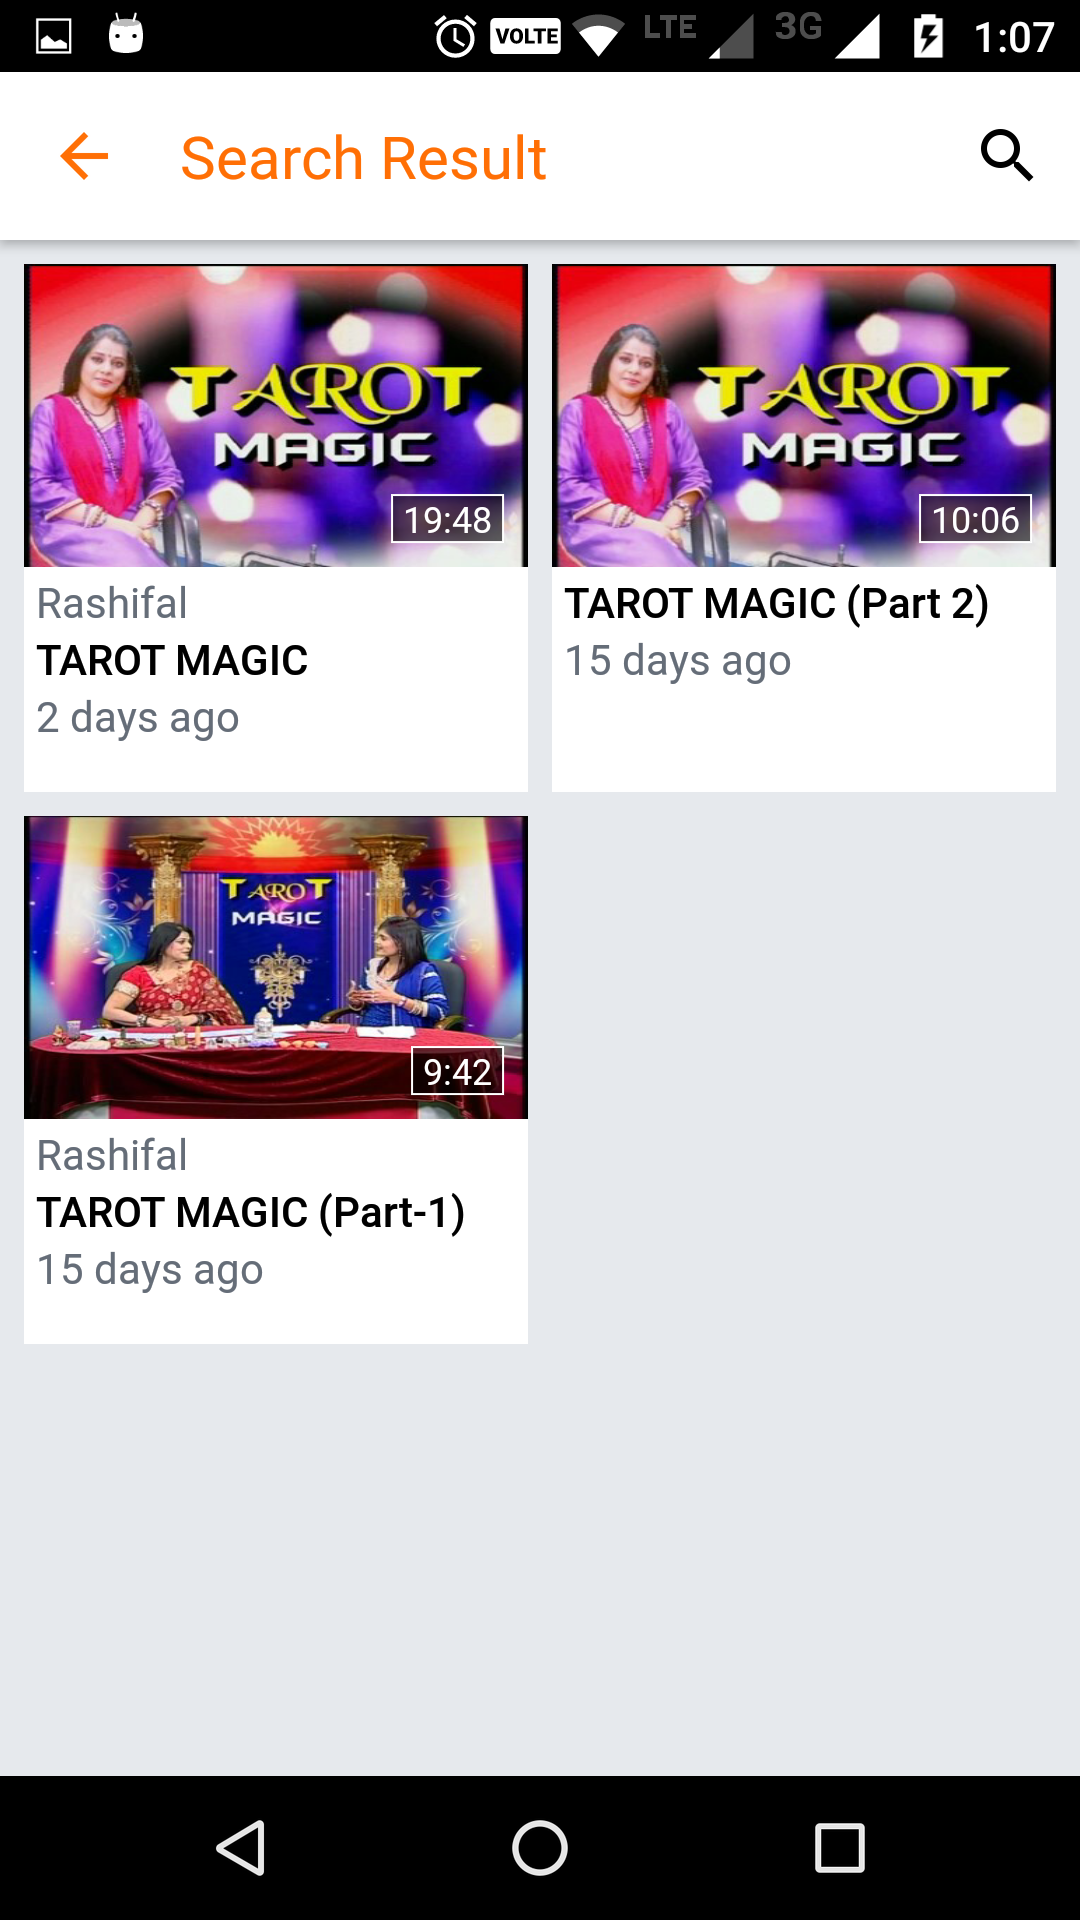 VOLTE LTE 3G 1:07
Search Result
TAROT
MAGIC
19:48
Rashifal
TAROT MAGIC
2 days ago
TAROT
MAGIC
10:06
TAROT MAGIC (Part 2)
15 days ago
TAROT
MAGIC
9:42
Rashifal
TAROT MAGIC (Part-1)
15 days ago